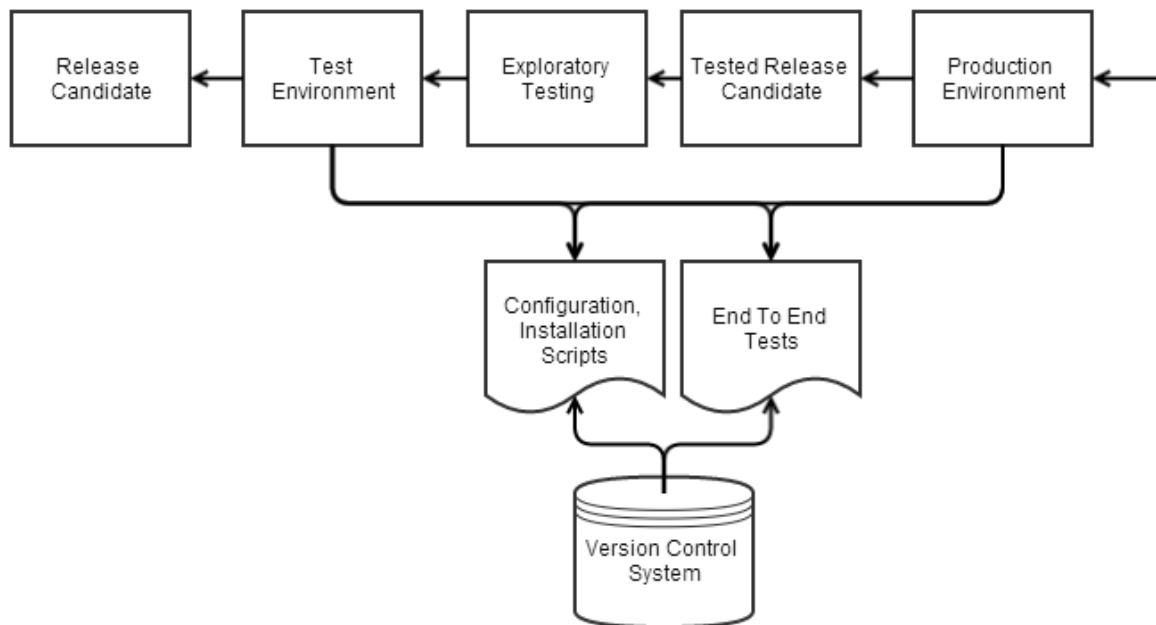 Release
Candidate
Test
Environment
Exploratory
Testing
Tested Release
Candidate
Production
Environment
Configuration,
Installation
Scripts
End To End
Tests
Version Control
System